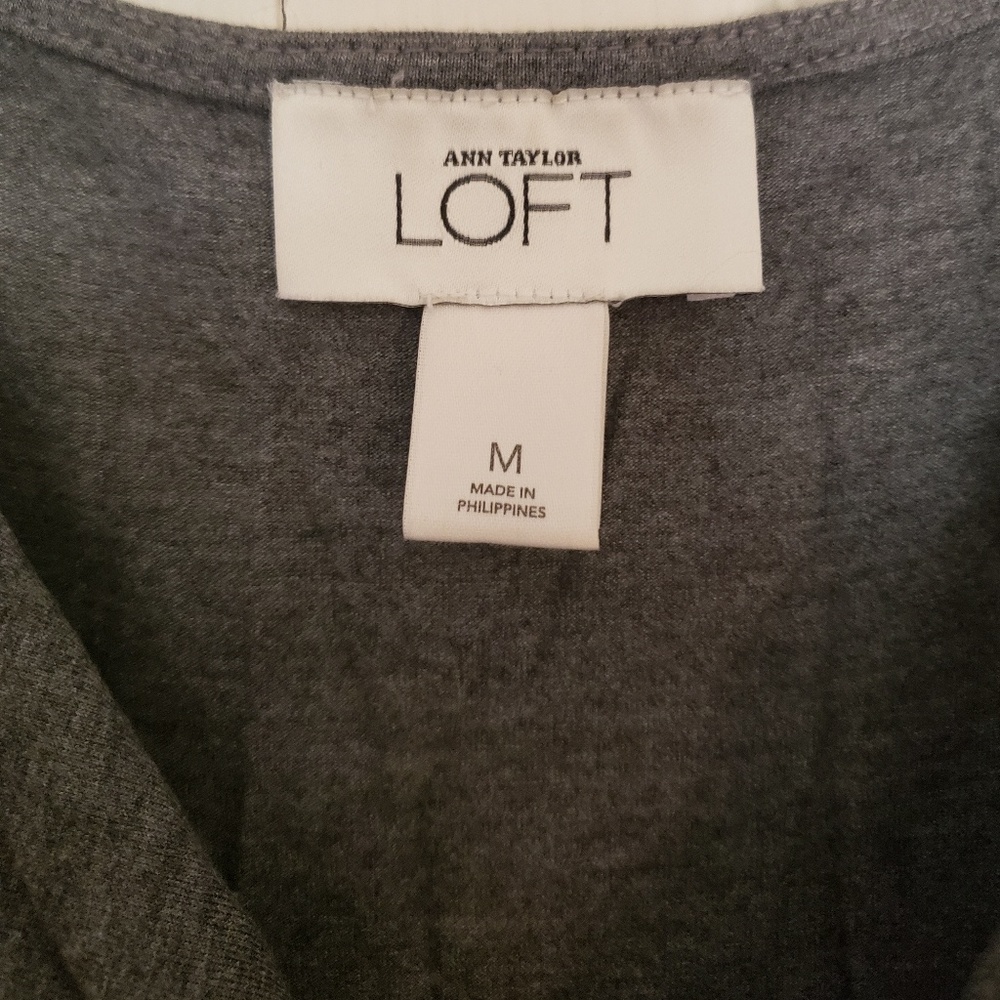 ANN TAYLOR
LOFT
M
MADE IN
PHILIPPINES